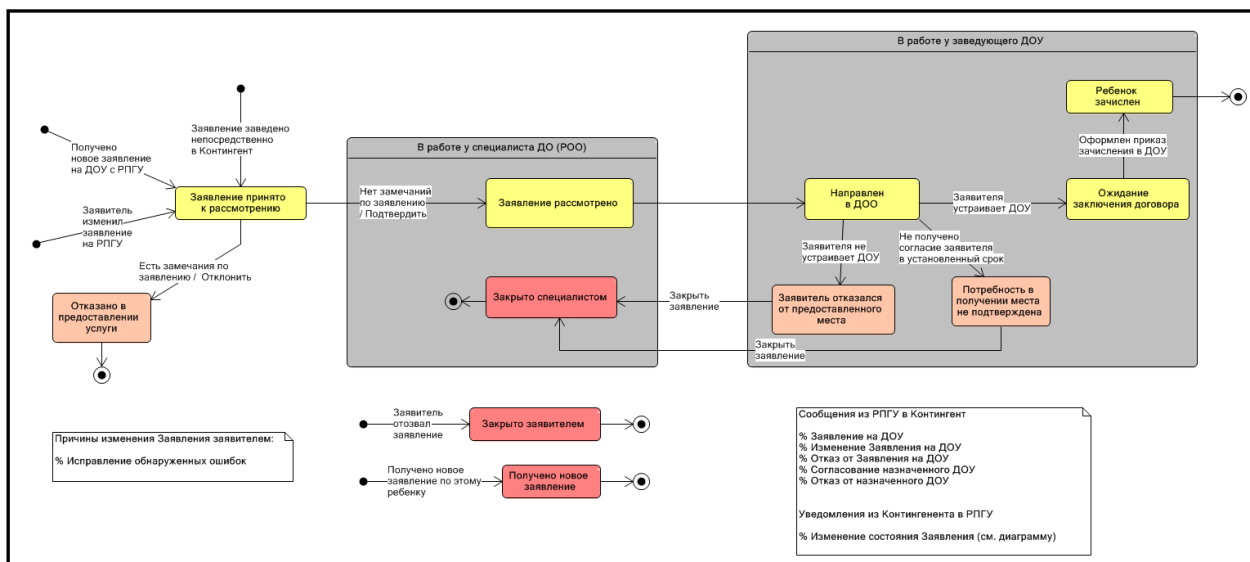 В работе у заведующего ДОУ
Ребенок
зачислен
Заявление заведено
непосредственно
в Контингент
Получено
новое заявление
на ДОУ с РПГУ
В работе у специалиста ДО (РОО)
Оформлен приказ
зачисления в ДОУ
Заявление принято
к рассмотрению
Нет замечаний
по заявлению
/ Подтвердить
Заявление рассмотрено
Направлен
в ДОО
Заявителя
устраивает ДОУ
Ожидание
заключения договора
Заявитель
изменил
заявление
на РПГУ
Заявителя не
устраивает ДОУ
Не получено
согласие заявителя
в установленный срок
Есть замечания по
заявлению / Отклонить
Отказано в
предоставлении
услуги
Закрыто специалистом
Закрыть
заявление
Заявитель отказался
от предоставленного
места
Потребность в
получении места
не подтверждена
Закрыть
заявление
Заявитель
отозвал
заявление
Закрыто заявителем
Получено новое
заявление по этому
ребенку
Получено новое
заявление
Причины изменения Заявления заявителем:
% Исправление обнаруженных ошибок
Сообщения из РПГУ в Контингент
% Заявление на ДОУ
% Изменение Заявления на ДОУ
% Отказ от Заявления на ДОУ
% Согласование назначенного ДОУ
% Отказ от назначенного ДОУ
Уведомления из Контингенента в РПГУ
% Изменение состояния Заявления (см. диаграмму)